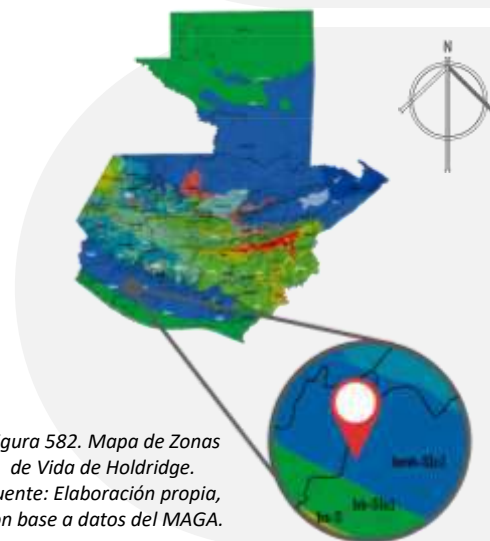 N
igura 582. Mapa de Zonas
de Vida de Holdridge.
uente: Elaboración propia,
on base a datos del MAGA.